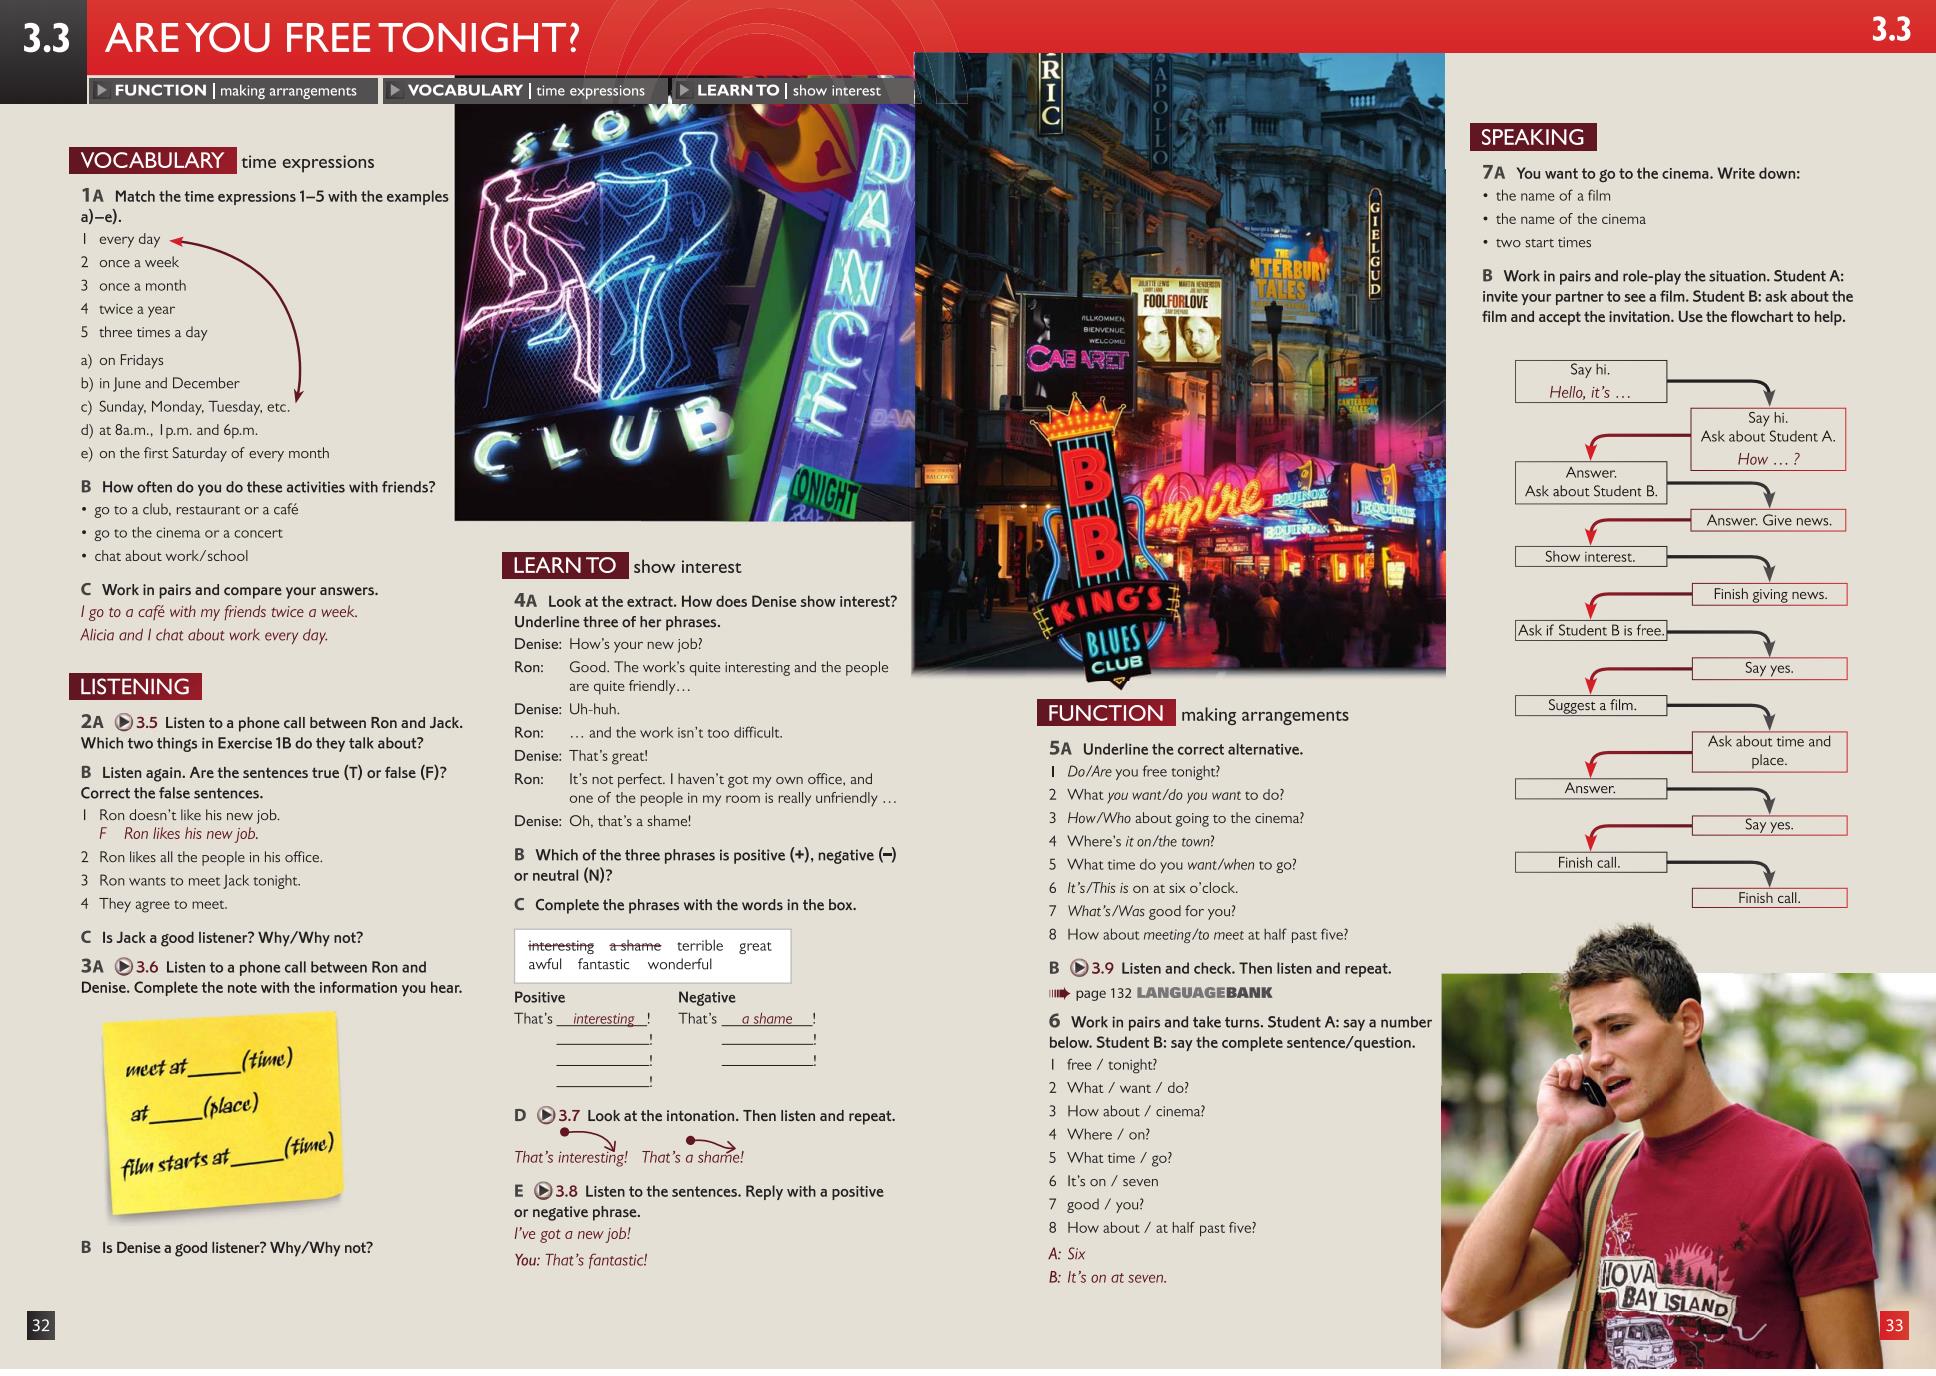 3.3
ARE YOU FREE TONIGHT?
3.3
FUNCTION | making arrangements
VOCABULARY | time expressions
LEARN TO | show interest
VOCABULARY time expressions
1A Match the time expressions 1–5 with the examples
a)–e).
1 every day
2 once a week
3 once a month
4 twice a year
5 three times a day
a) on Fridays
b) in June and December
c) Sunday, Monday, Tuesday, etc.
d) at 8a.m., 1p.m. and 6p.m.
e) on the first Saturday of every month
B How often do you do these activities with friends?
• go to a club, restaurant or a café
• go to the cinema or a concert
• chat about work/school
C Work in pairs and compare your answers.
I go to a café with my friends twice a week.
Alicia and I chat about work every day.
LISTENING
2A 3.5 Listen to a phone call between Ron and Jack.
Which two things in Exercise 1B do they talk about?
B Listen again. Are the sentences true (T) or false (F)?
Correct the false sentences.
1 Ron doesn't like his new job.
F Ron likes his new job.
2 Ron likes all the people in his office.
3 Ron wants to meet Jack tonight.
4 They agree to meet.
C Is Jack a good listener? Why/Why not?
3A 3.6 Listen to a phone call between Ron and
Denise. Complete the note with the information you hear.
meet at_____(time)
at_____(place)
film starts at_____(time)
B Is Denise a good listener? Why/Why not?
32
SLOW
CLUB
DANCE
TONIGHT
LEARN TO show interest
4A Look at the extract. How does Denise show interest?
Underline three of her phrases.
Denise: How's your new job?
Ron: Good. The work's quite interesting and the people
are quite friendly…
Denise: Uh-huh.
Ron: … and the work isn't too difficult.
Denise: That's great!
Ron: It's not perfect. I haven't got my own office, and
one of the people in my room is really unfriendly …
Denise: Oh, that's a shame!
B Which of the three phrases is positive (+), negative (–)
or neutral (N)?
C Complete the phrases with the words in the box.
interesting a shame terrible great
awful fantastic wonderful
Positive Negative
That's interesting! That's a shame!
__________! __________!
__________! __________!
__________!
D 3.7 Look at the intonation. Then listen and repeat.
That's interesting! That's a shame!
E 3.8 Listen to the sentences. Reply with a positive
or negative phrase.
I've got a new job!
You: That's fantastic!
RIC
APOLLO
GIELGUD
THE
CANTERBURY
TALES
JULIETTE LEWIS MARTIN HENDERSON
FOOL FOR LOVE
SAM SHEPARD
WILLKOMMEN,
BIENVENUE,
WELCOME!
CABARET
RSC
CANTERBURY
TALES
Empire
EQUINOX
EQUINOX
BB
KING'S
BLUES
CLUB
FUNCTION making arrangements
5A Underline the correct alternative.
1 Do/Are you free tonight?
2 What you want/do you want to do?
3 How/Who about going to the cinema?
4 Where's it on/the town?
5 What time do you want/when to go?
6 It's/This is on at six o'clock.
7 What's/Was good for you?
8 How about meeting/to meet at half past five?
B 3.9 Listen and check. Then listen and repeat.
page 132 LANGUAGEBANK
6 Work in pairs and take turns. Student A: say a number
below. Student B: say the complete sentence/question.
1 free / tonight?
2 What / want / do?
3 How about / cinema?
4 Where / on?
5 What time / go?
6 It's on / seven
7 good / you?
8 How about / at half past five?
A: Six
B: It's on at seven.
SPEAKING
7A You want to go to the cinema. Write down:
• the name of a film
• the name of the cinema
• two start times
B Work in pairs and role-play the situation. Student A:
invite your partner to see a film. Student B: ask about the
film and accept the invitation. Use the flowchart to help.
Say hi.
Hello, it's …
Say hi.
Ask about Student A.
How … ?
Answer.
Ask about Student B.
Answer. Give news.
Show interest.
Finish giving news.
Ask if Student B is free.
Say yes.
Suggest a film.
Ask about time and
place.
Answer.
Say yes.
Finish call.
Finish call.
NOVA
BAY ISLAND
33